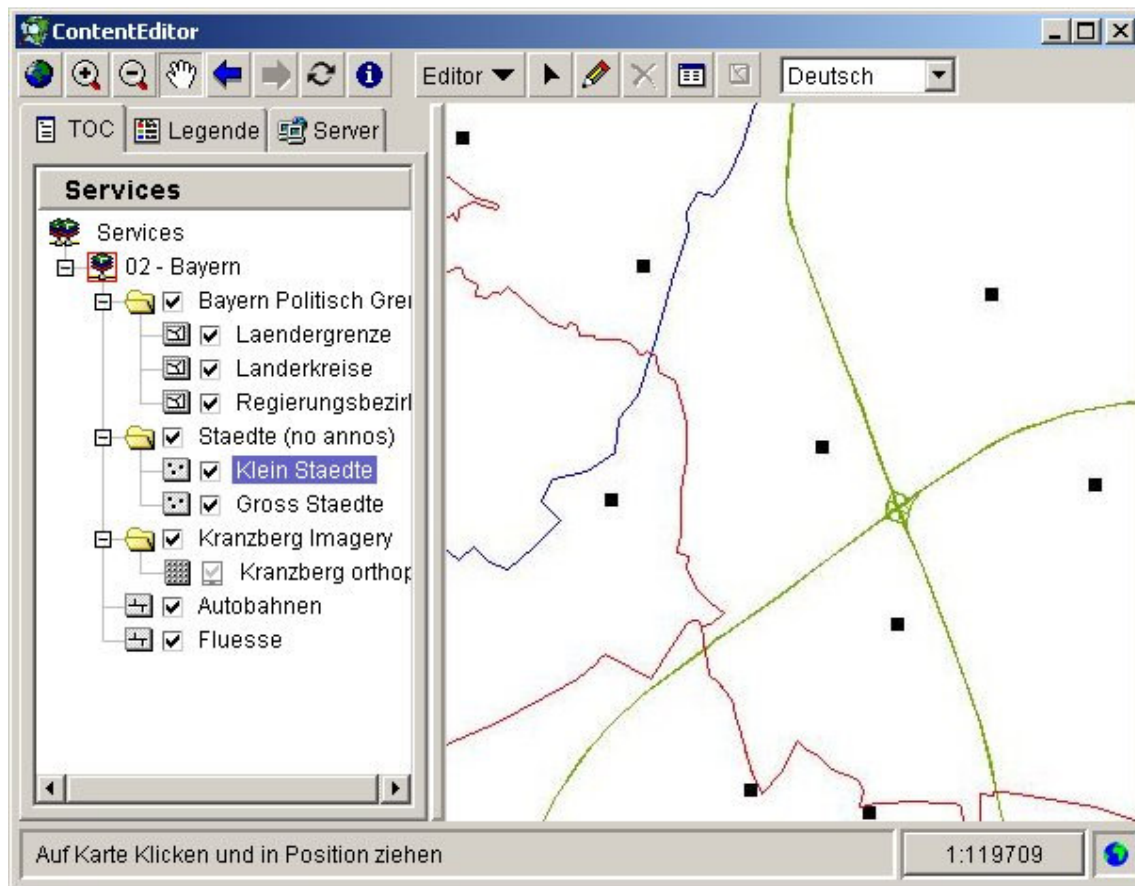 ContentEditor
Editor
Deutsch
TOC Legende Server
Services
Services
02 - Bayern
Bayern Politisch Gre
Laendergrenze
Landerkreise
Regierungsbezirl
Staedte (no annos)
Klein Staedte
Gross Staedte
Kranzberg Imagery
Kranzberg orthop
Autobahnen
Fluesse
Auf Karte Klicken und in Position ziehen
1:119709